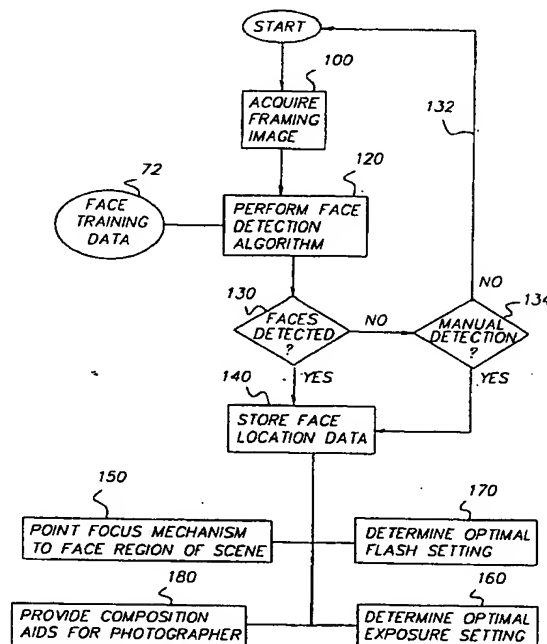 START
100
ACQUIRE
FRAMING
IMAGE
132
72
FACE
TRAINING
DATA
120
PERFORM FACE
DETECTION
ALGORITHM
130
FACES
DETECTED
?
NO
NO
134
MANUAL
DETECTION
?
140
YES
YES
STORE FACE
LOCATION DATA
150
POINT FOCUS MECHANISM
TO FACE REGION OF SCENE
170
DETERMINE OPTIMAL
FLASH SETTING
180
PROVIDE COMPOSITION
AIDS FOR PHOTOGRAPHER
160
DETERMINE OPTIMAL
EXPOSURE SETTING